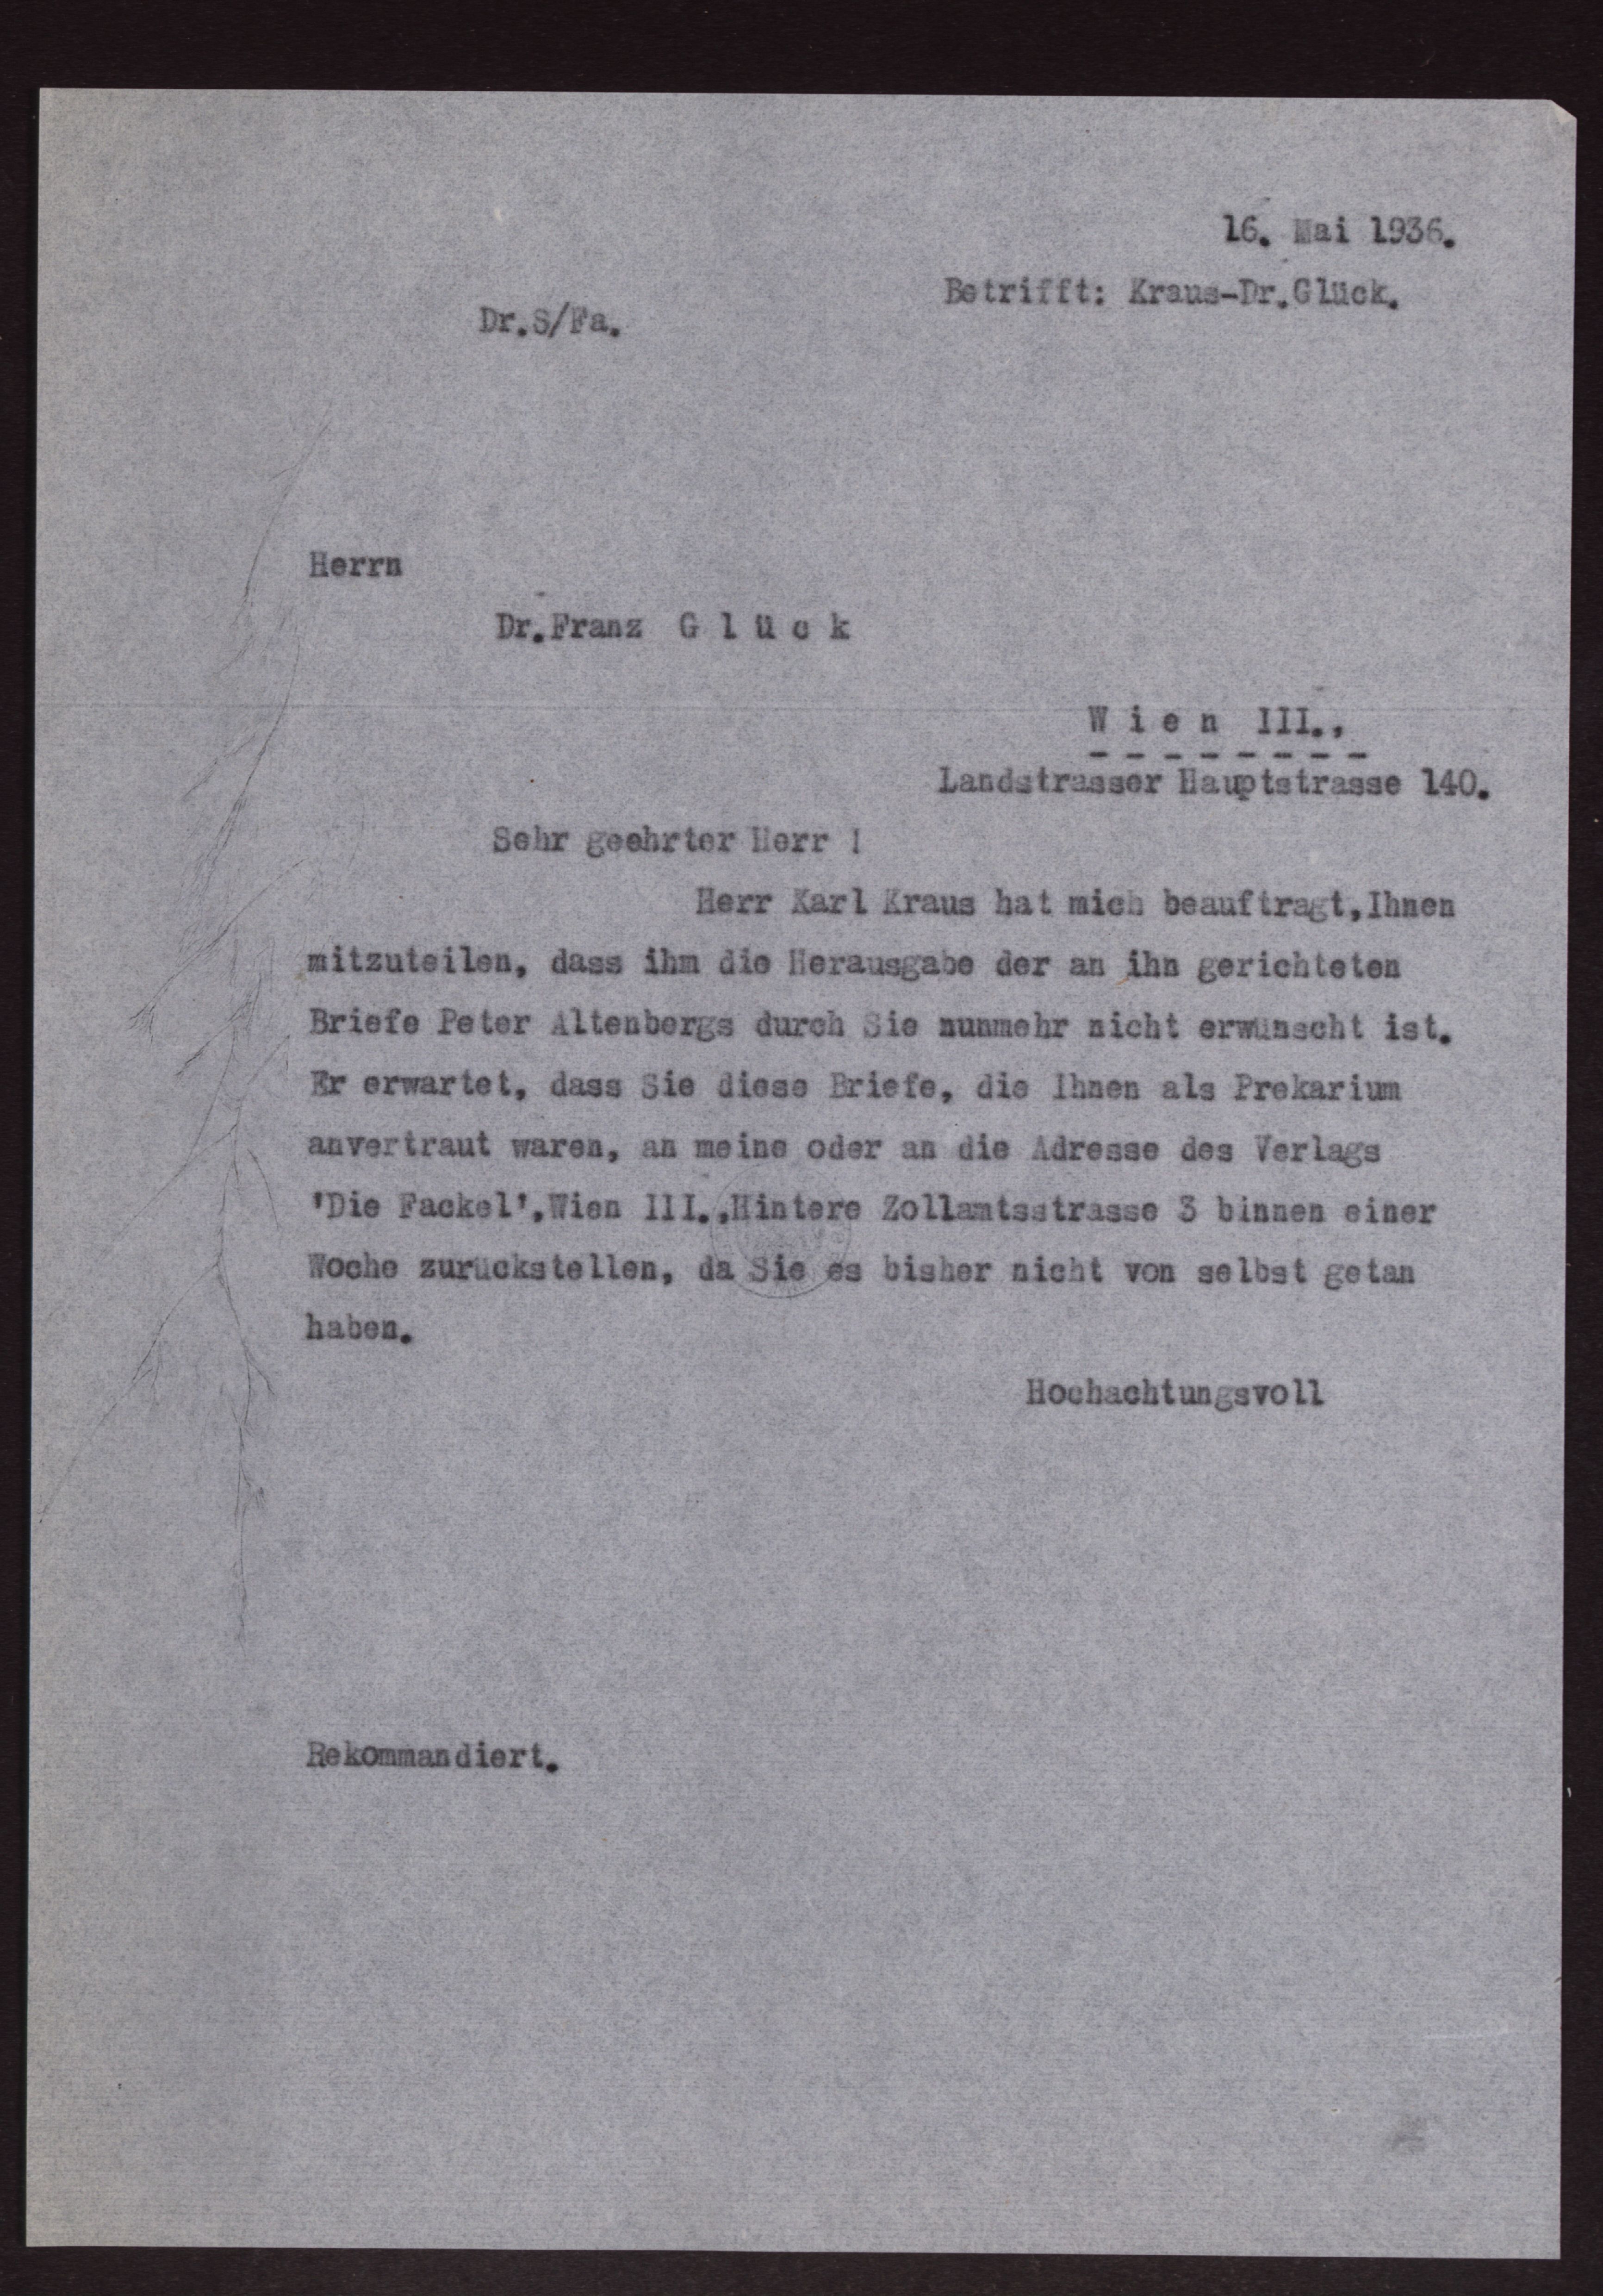 16. Mai 1936.
Betrifft: Kraus-Dr.Glück.
Dr.S/Fa.
Herrn
Dr.Franz G l ü c k
W i e n III.,
- - - - - - - -
Landstrasser Hauptstrasse 140.
Sehr geehrter Herr !
Herr Karl Kraus hat mich beauftragt,Ihnen
mitzuteilen, dass ihm die Herausgabe der an ihn gerichteten
Briefe Peter Altenbergs durch Sie nunmehr nicht erwünscht ist.
Er erwartet, dass Sie diese Briefe, die Ihnen als Prekarium
anvertraut waren, an meine oder an die Adresse des Verlags
'Die Fackel',Wien III.,Hintere Zollamtsstrasse 3 binnen einer
Woche zurückstellen, da Sie es bisher nicht von selbst getan
haben.
Hochachtungsvoll
Rekommandiert.